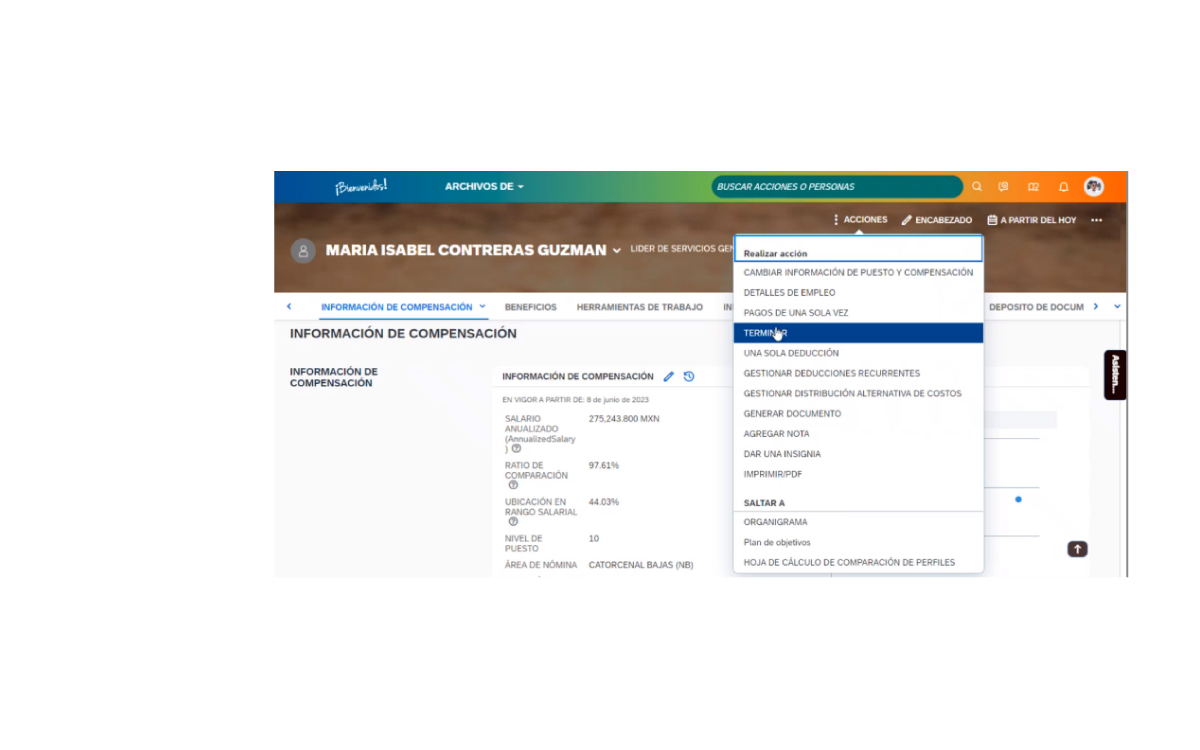 ¡Bienvenidos!
ARCHIVOS DE
BUSCAR ACCIONES O PERSONAS
ACCIONES
ENCABEZADO
A PARTIR DEL HOY
MARIA ISABEL CONTRERAS GUZMAN
LIDER DE SERVICIOS GEN
Realizar acción
CAMBIAR INFORMACIÓN DE PUESTO Y COMPENSACIÓN
DETALLES DE EMPLEO
PAGOS DE UNA SOLA VEZ
TERMINAR
UNA SOLA DEDUCCIÓN
GESTIONAR DEDUCCIONES RECURRENTES
GESTIONAR DISTRIBUCIÓN ALTERNATIVA DE COSTOS
GENERAR DOCUMENTO
AGREGAR NOTA
DAR UNA INSIGNIA
IMPRIMIR/PDF
SALTAR A
ORGANIGRAMA
Plan de objetivos
HOJA DE CÁLCULO DE COMPARACIÓN DE PERFILES
INFORMACIÓN DE COMPENSACIÓN
BENEFICIOS
HERRAMIENTAS DE TRABAJO
IN
DEPOSITO DE DOCUM
INFORMACIÓN DE COMPENSACIÓN
INFORMACIÓN DE
COMPENSACIÓN
INFORMACIÓN DE COMPENSACIÓN
EN VIGOR A PARTIR DE: 8 de junio de 2023
SALARIO
ANUALIZADO
(AnnualizedSalary
)
275,243.800 MXN
RATIO DE
COMPARACIÓN
97.61%
UBICACIÓN EN
RANGO SALARIAL
44.03%
NIVEL DE
PUESTO
10
ÁREA DE NÓMINA
CATORCENAL BAJAS (NB)
Asisten...